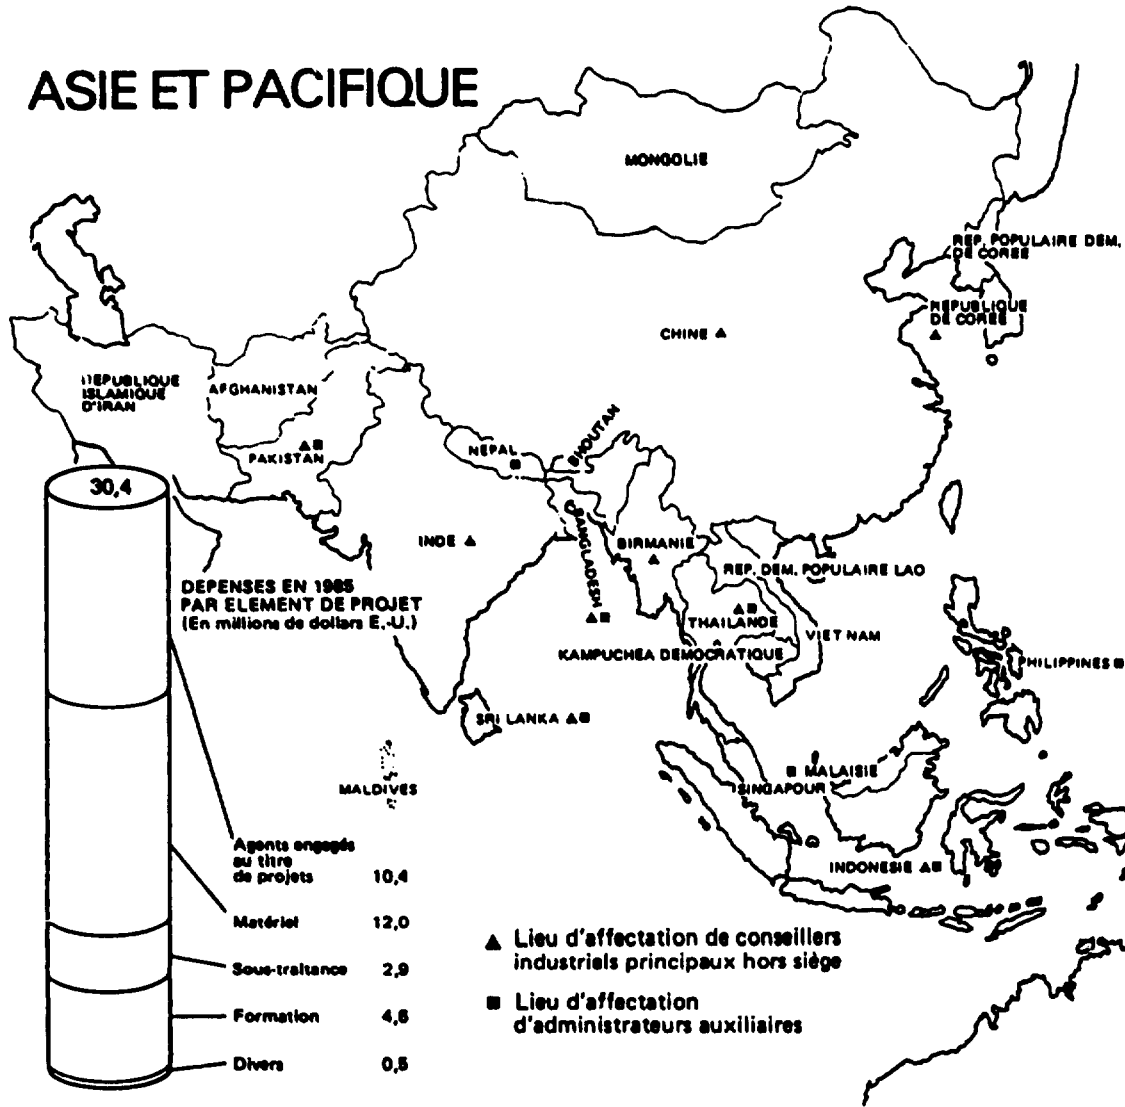 ASIE ET PACIFIQUE
MONGOLIE
REP. POPULAIRE DEM.
DE COREE
REPUBLIQUE
DE COREE ▲
CHINE ▲
REPUBLIQUE
ISLAMIQUE
D'IRAN
AFGHANISTAN
▲■
PAKISTAN
NEPAL
■
BHOUTAN
30,4
INDE ▲
BANGLADESH
▲■
BIRMANIE
▲
REP. DEM. POPULAIRE LAO
DEPENSES EN 1985
PAR ELEMENT DE PROJET
(En millions de dollars E.-U.)
▲■
THAILANDE
VIET NAM
KAMPUCHEA DEMOCRATIQUE
PHILIPPINES ■
SRI LANKA ▲■
■ MALAISIE
SINGAPOUR
MALDIVES
INDONESIE ▲■
Agents engagés
au titre
de projets 10,4
Matériel 12,0
Sous-traitance 2,9
Formation 4,6
Divers 0,5
▲ Lieu d'affectation de conseillers
industriels principaux hors siège
■ Lieu d'affectation
d'administrateurs auxiliaires